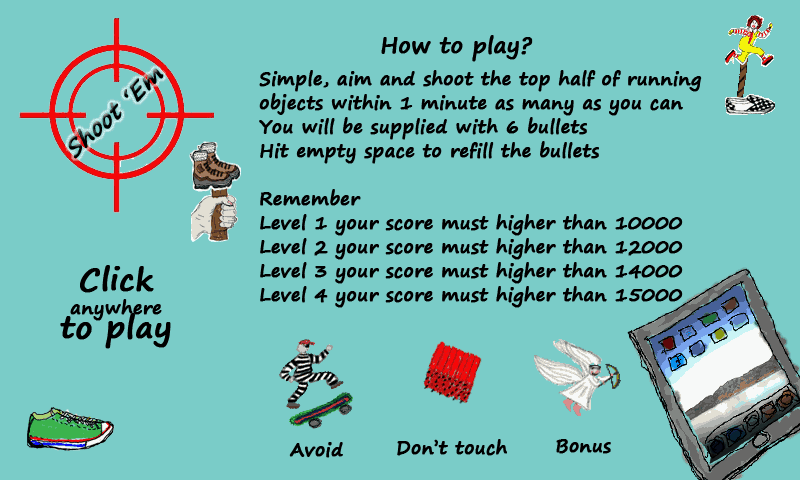 Shoot 'Em
How to play?
Simple, aim and shoot the top half of running
objects within 1 minute as many as you can
You will be supplied with 6 bullets
Hit empty space to refill the bullets
Remember
Level 1 your score must higher than 10000
Level 2 your score must higher than 12000
Level 3 your score must higher than 14000
Level 4 your score must higher than 15000
Click
anywhere
to play
Avoid
Don't touch
Bonus